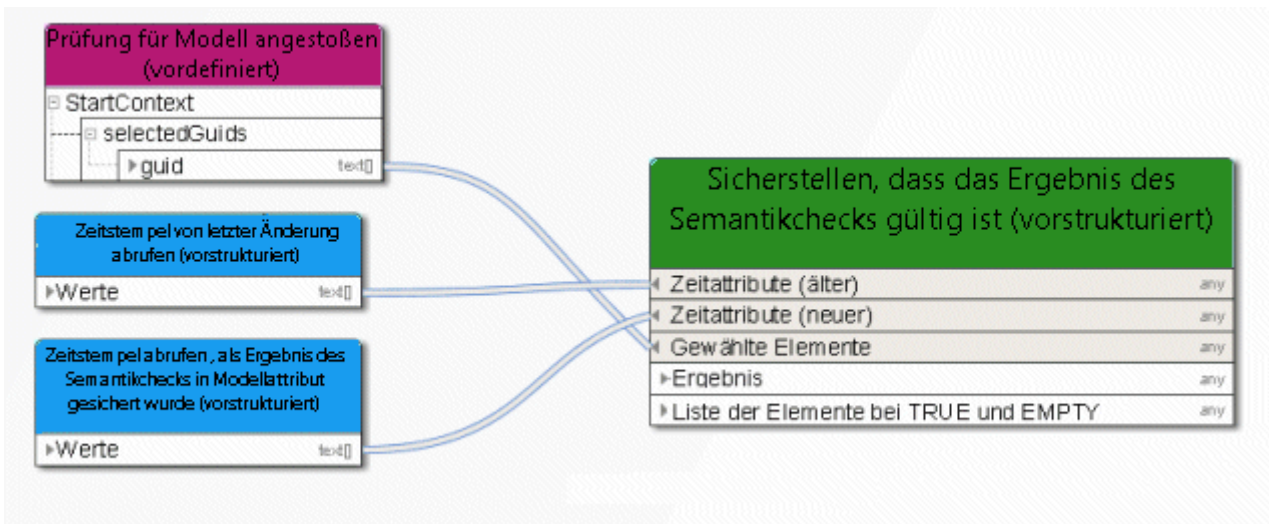 Prüfung für Modell angestoßen
(vordefiniert)
StartContext
selectedGuids
guid text[]
Zeitstempel von letzter Änderung
abrufen (vorstrukturiert)
Werte text[]
Zeitstempel abrufen, als Ergebnis des
Semantikchecks in Modellattribut
gesichert wurde (vorstrukturiert)
Werte text[]
Sicherstellen, dass das Ergebnis des
Semantikchecks gültig ist (vorstrukturiert)
Zeitattribute (älter) any
Zeitattribute (neuer) any
Gewählte Elemente any
Ergebnis any
Liste der Elemente bei TRUE und EMPTY any